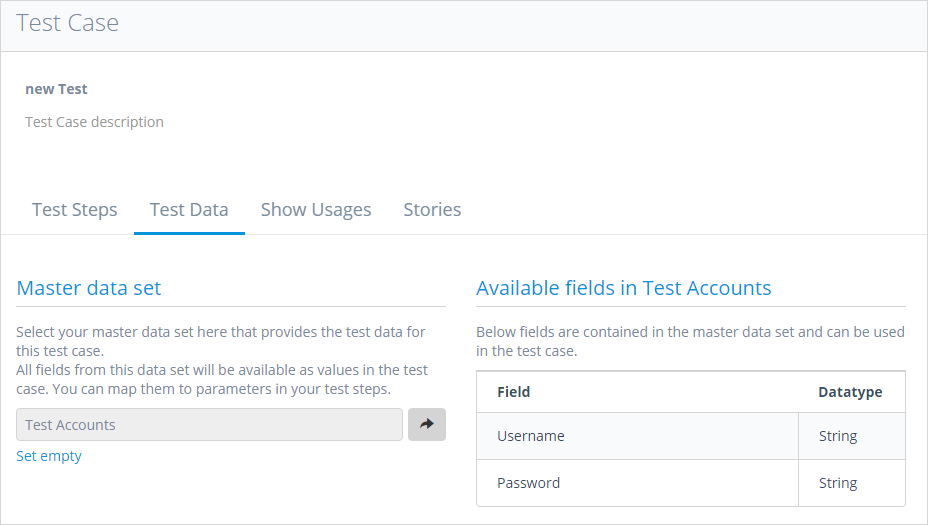 Test Case
new Test
Test Case description
Test Steps Test Data Show Usages Stories
Master data set
Select your master data set here that provides the test data for
this test case.
All fields from this data set will be available as values in the test
case. You can map them to parameters in your test steps.
Test Accounts
Set empty
Available fields in Test Accounts
Below fields are contained in the master data set and can be used
in the test case.
Field Datatype
Username String
Password String